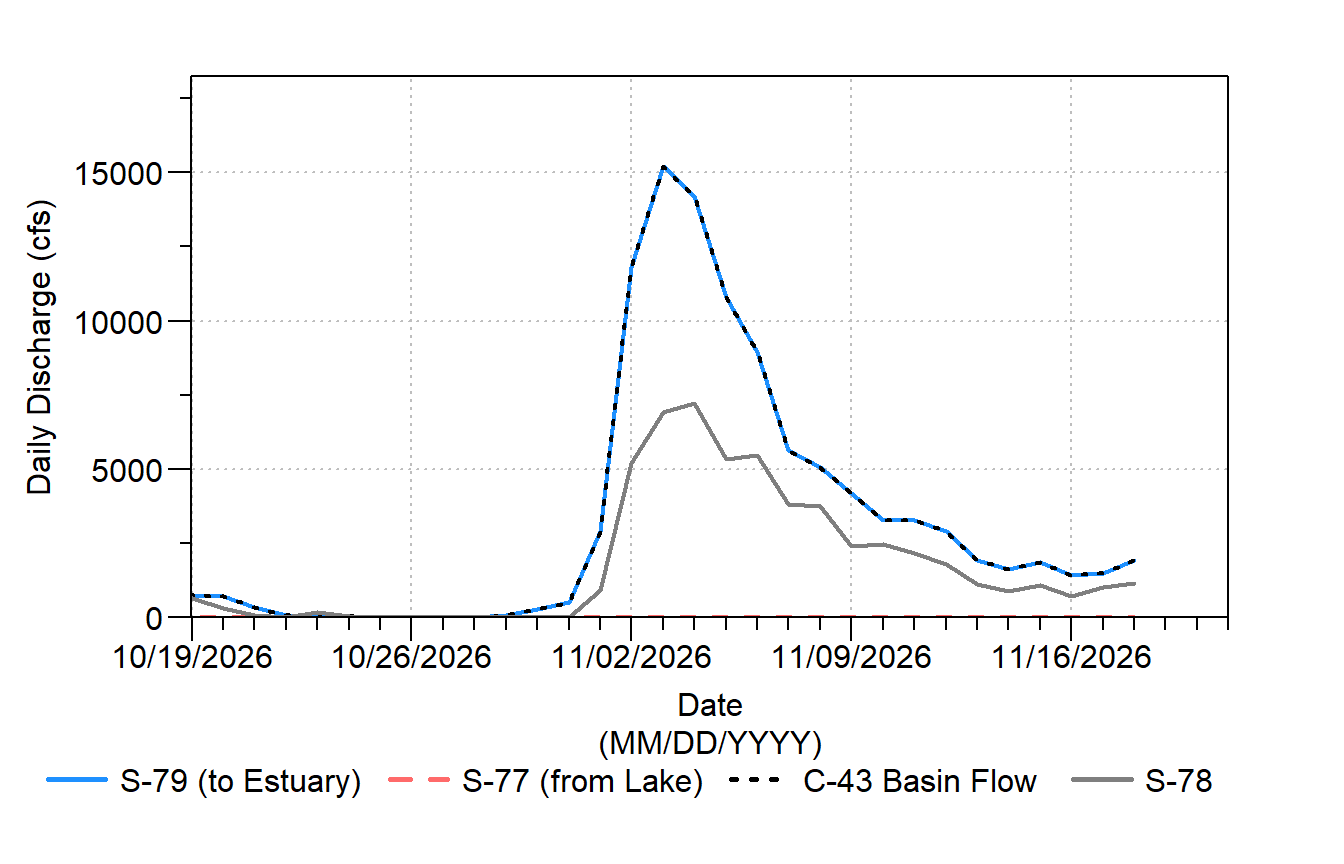 15000
10000
5000
0
Daily Discharge (cfs)
10/19/2026 10/26/2026 11/02/2026 11/09/2026 11/16/2026
Date
(MM/DD/YYYY)
S-79 (to Estuary) S-77 (from Lake) C-43 Basin Flow S-78